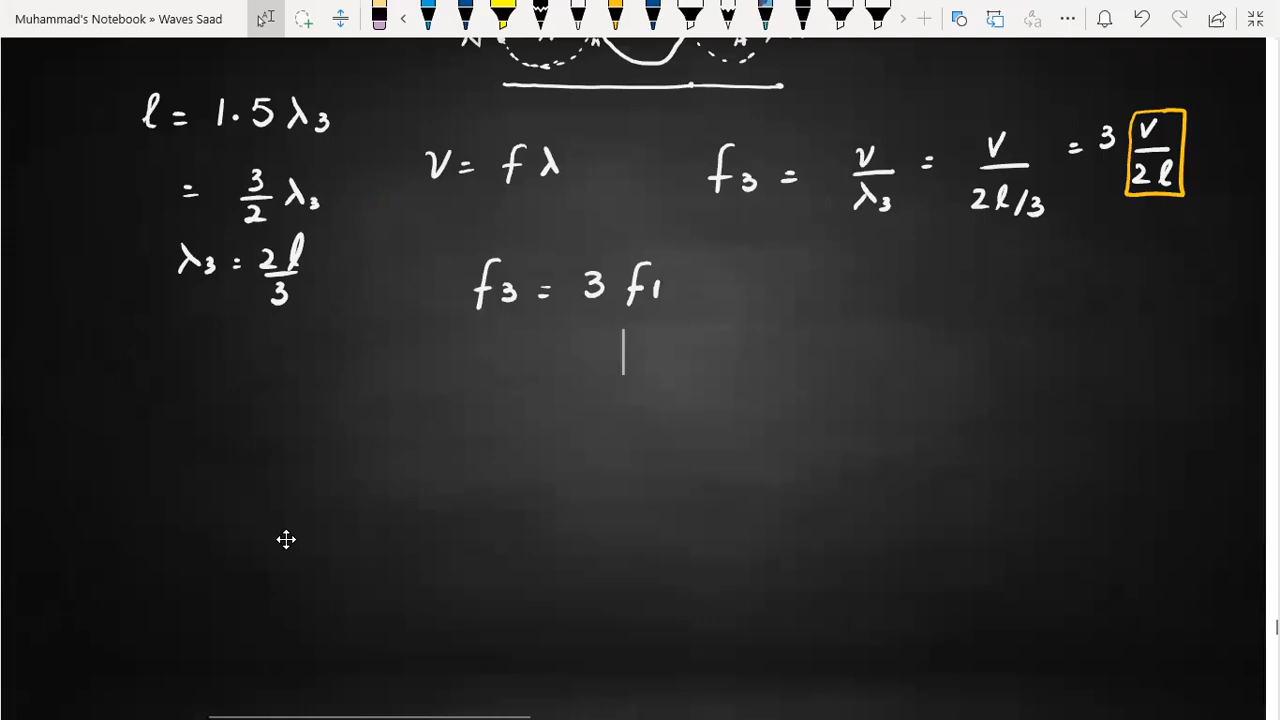 Muhammad's Notebook » Waves Saad
l = 1.5 λ3
= 3/2 λ3
λ3 = 2l/3
v = f λ
f3 = v/λ3 = v/2l/3 = 3 v/2l
f3 = 3 f1